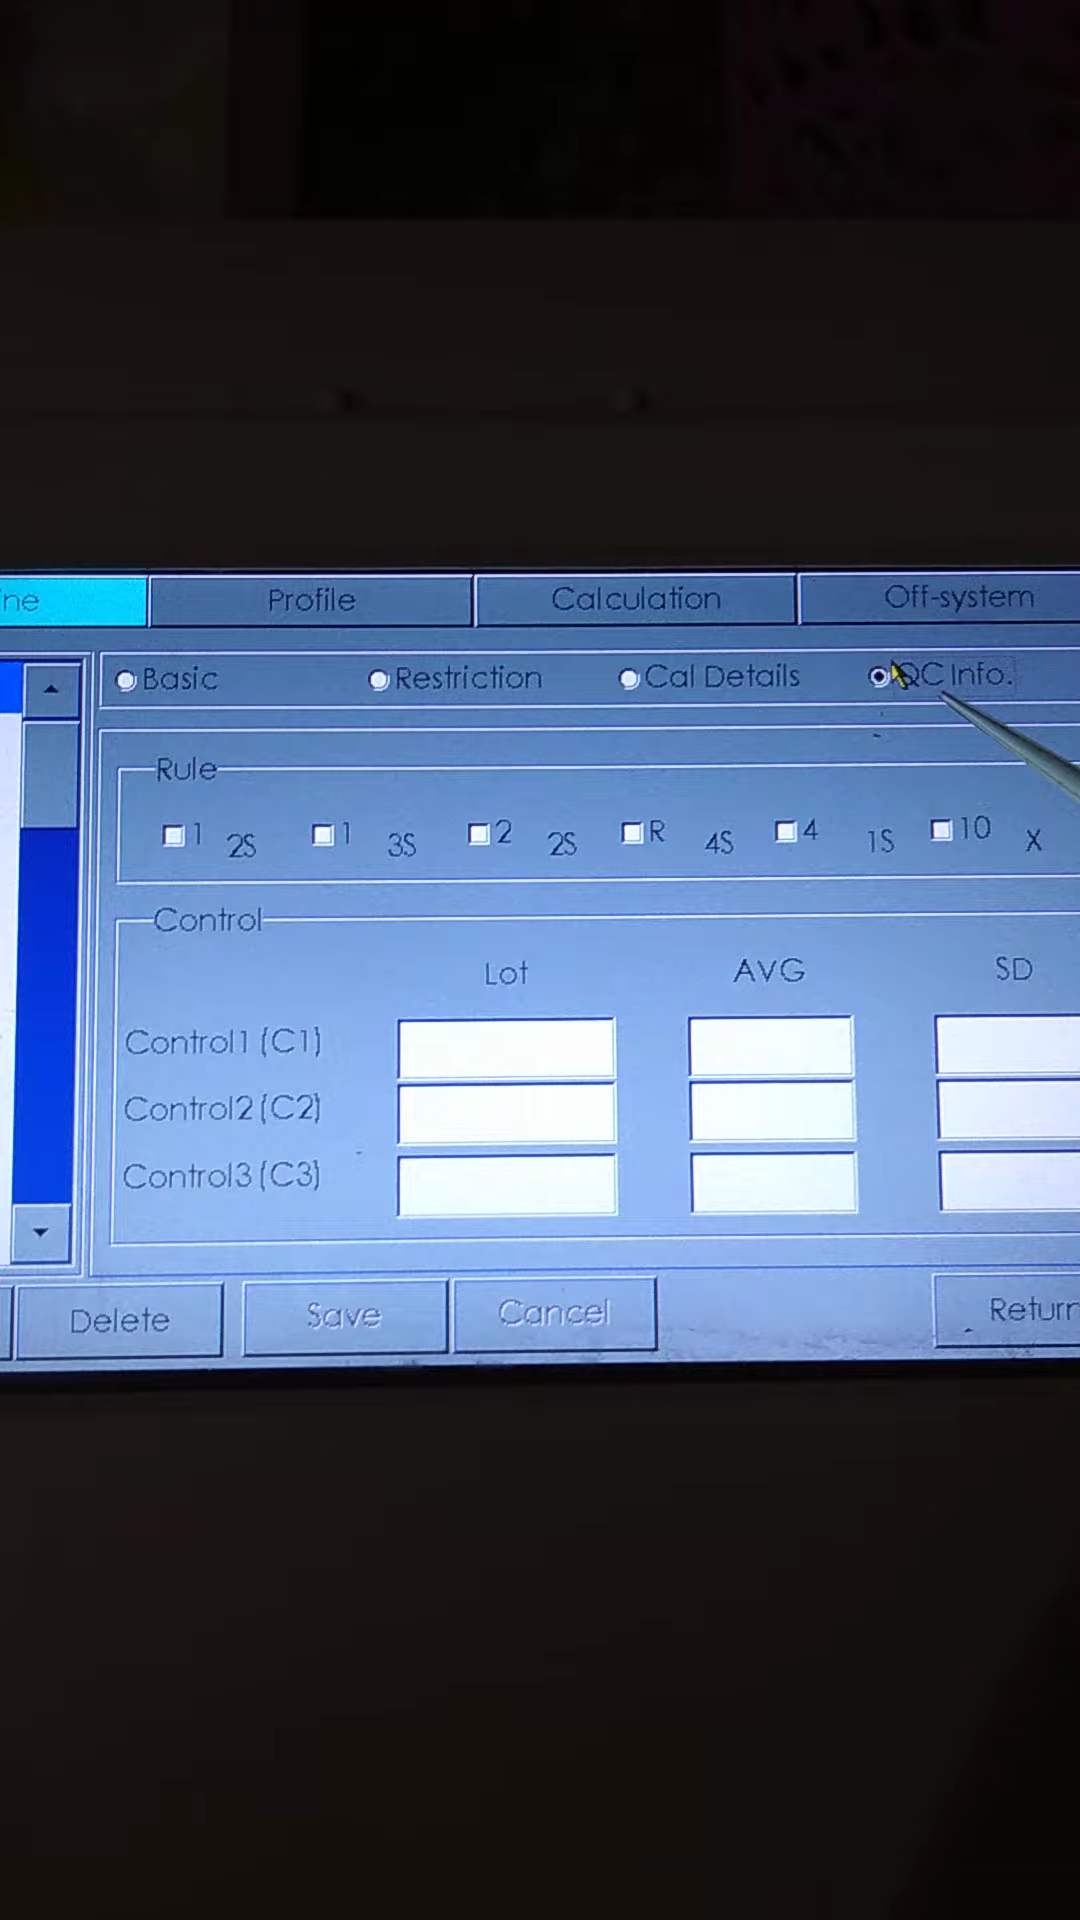 ne Profile Calculation Off-system
Basic Restriction Cal Details QC Info.
Rule
1 2S 1 3S 2 2S R 4S 4 1S 10 X
Control
Lot AVG SD
Control1 (C1)
Control2 (C2)
Control3 (C3)
Delete Save Cancel Return